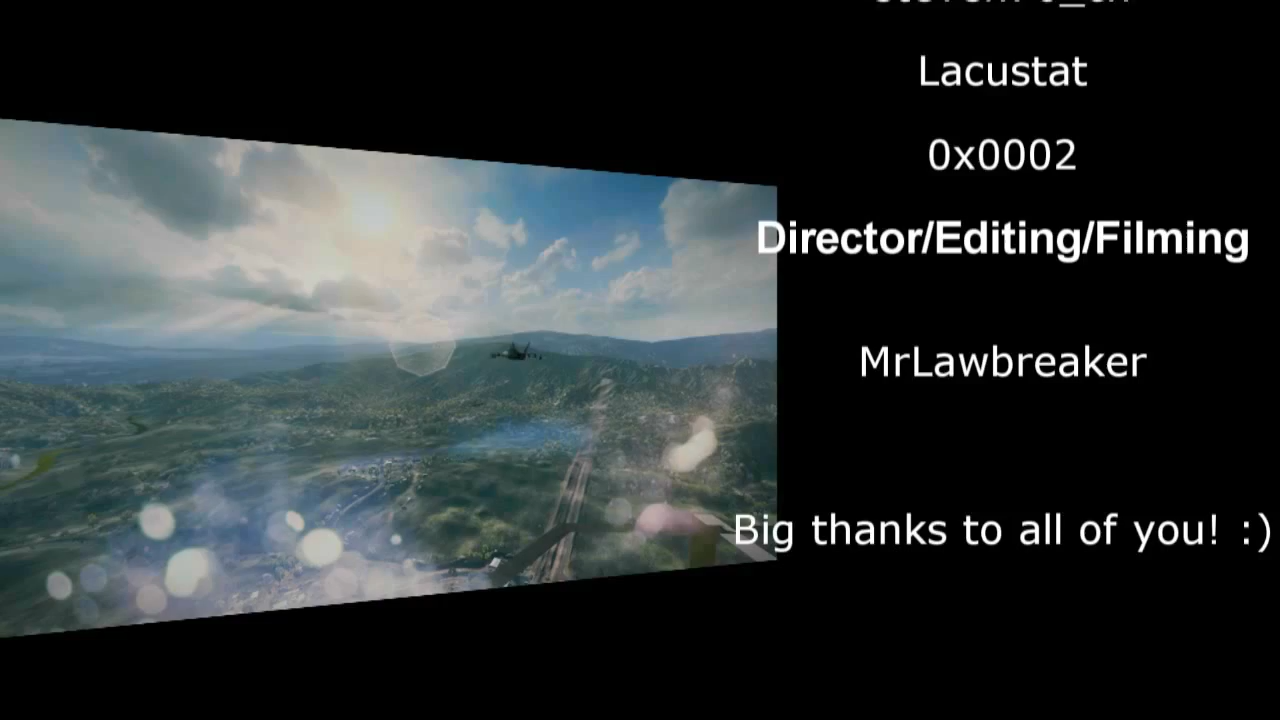 Lacustat
0x0002
Director/Editing/Filming
MrLawbreaker
Big thanks to all of you! :)